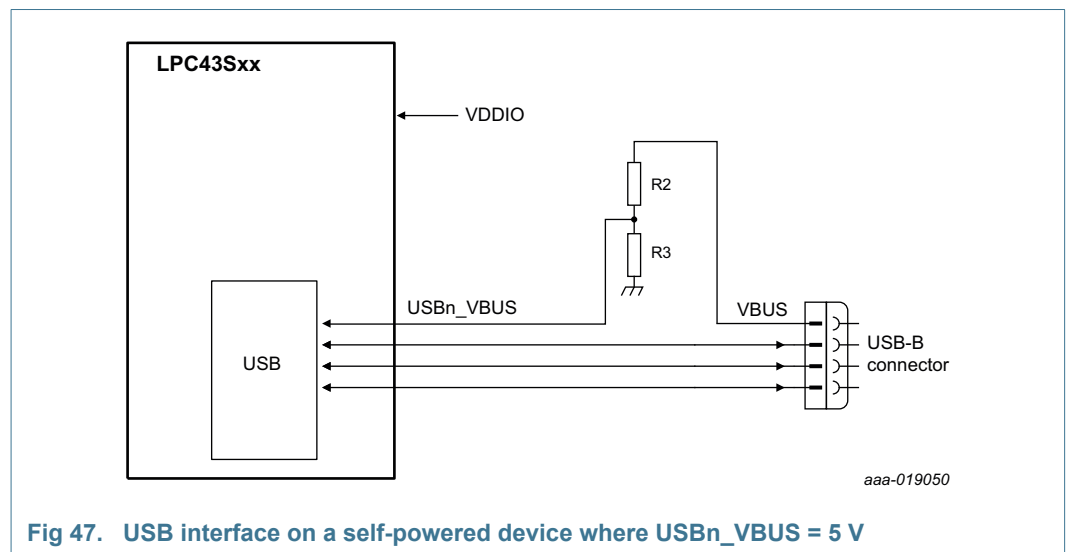 LPC43Sxx
VDDIO
R2
R3
USBn_VBUS
VBUS
USB
USB-B
connector
aaa-019050
Fig 47. USB interface on a self-powered device where USBn_VBUS = 5 V